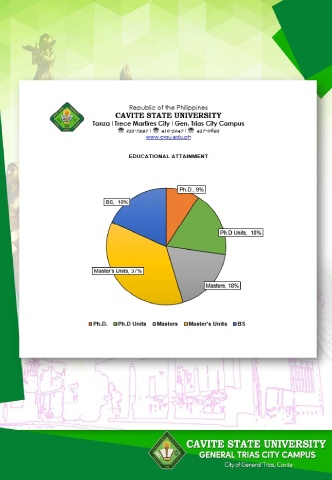 Republic of the Philippines
CAVITE STATE UNIVERSITY
Tanza | Trece Martires City | Gen. Trias City Campus
www.cvsu.edu.ph
EDUCATIONAL ATTAINMENT
Ph.D., 9%
BS, 18%
Ph.D Units, 18%
Master's Units, 37%
Masters, 18%
Ph.D. Ph.D Units Masters Master's Units BS
CAVITE STATE UNIVERSITY
GENERAL TRIAS CITY CAMPUS
City of General Trias, Cavite